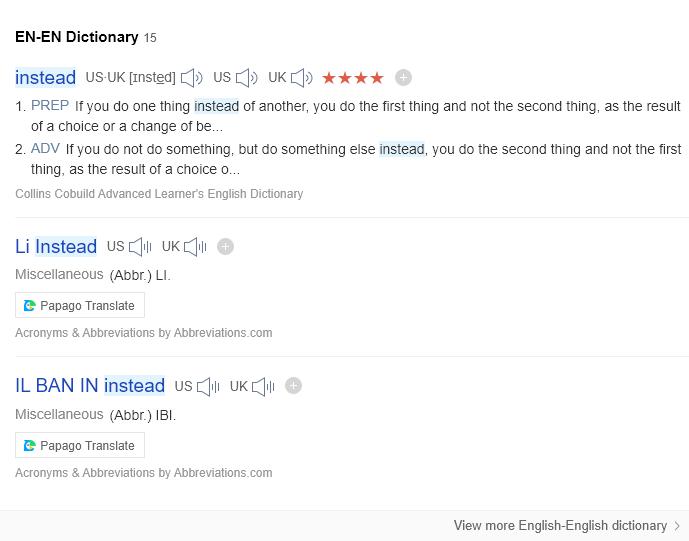 EN-EN Dictionary 15
instead US·UK [ɪnsted] US UK ★★★★
1. PREP If you do one thing instead of another, you do the first thing and not the second thing, as the result
of a choice or a change of be...
2. ADV If you do not do something, but do something else instead, you do the second thing and not the first
thing, as the result of a choice o...
Collins Cobuild Advanced Learner's English Dictionary
Li Instead US UK
Miscellaneous (Abbr.) LI.
Papago Translate
Acronyms & Abbreviations by Abbreviations.com
IL BAN IN instead US UK
Miscellaneous (Abbr.) IBI.
Papago Translate
Acronyms & Abbreviations by Abbreviations.com
View more English-English dictionary >